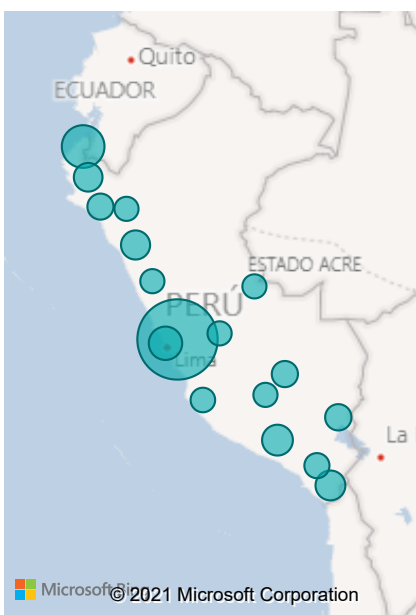 Quito
ECUADOR
ESTADO ACRE
PERÚ
Lima
La
Microsoft Bing
© 2021 Microsoft Corporation